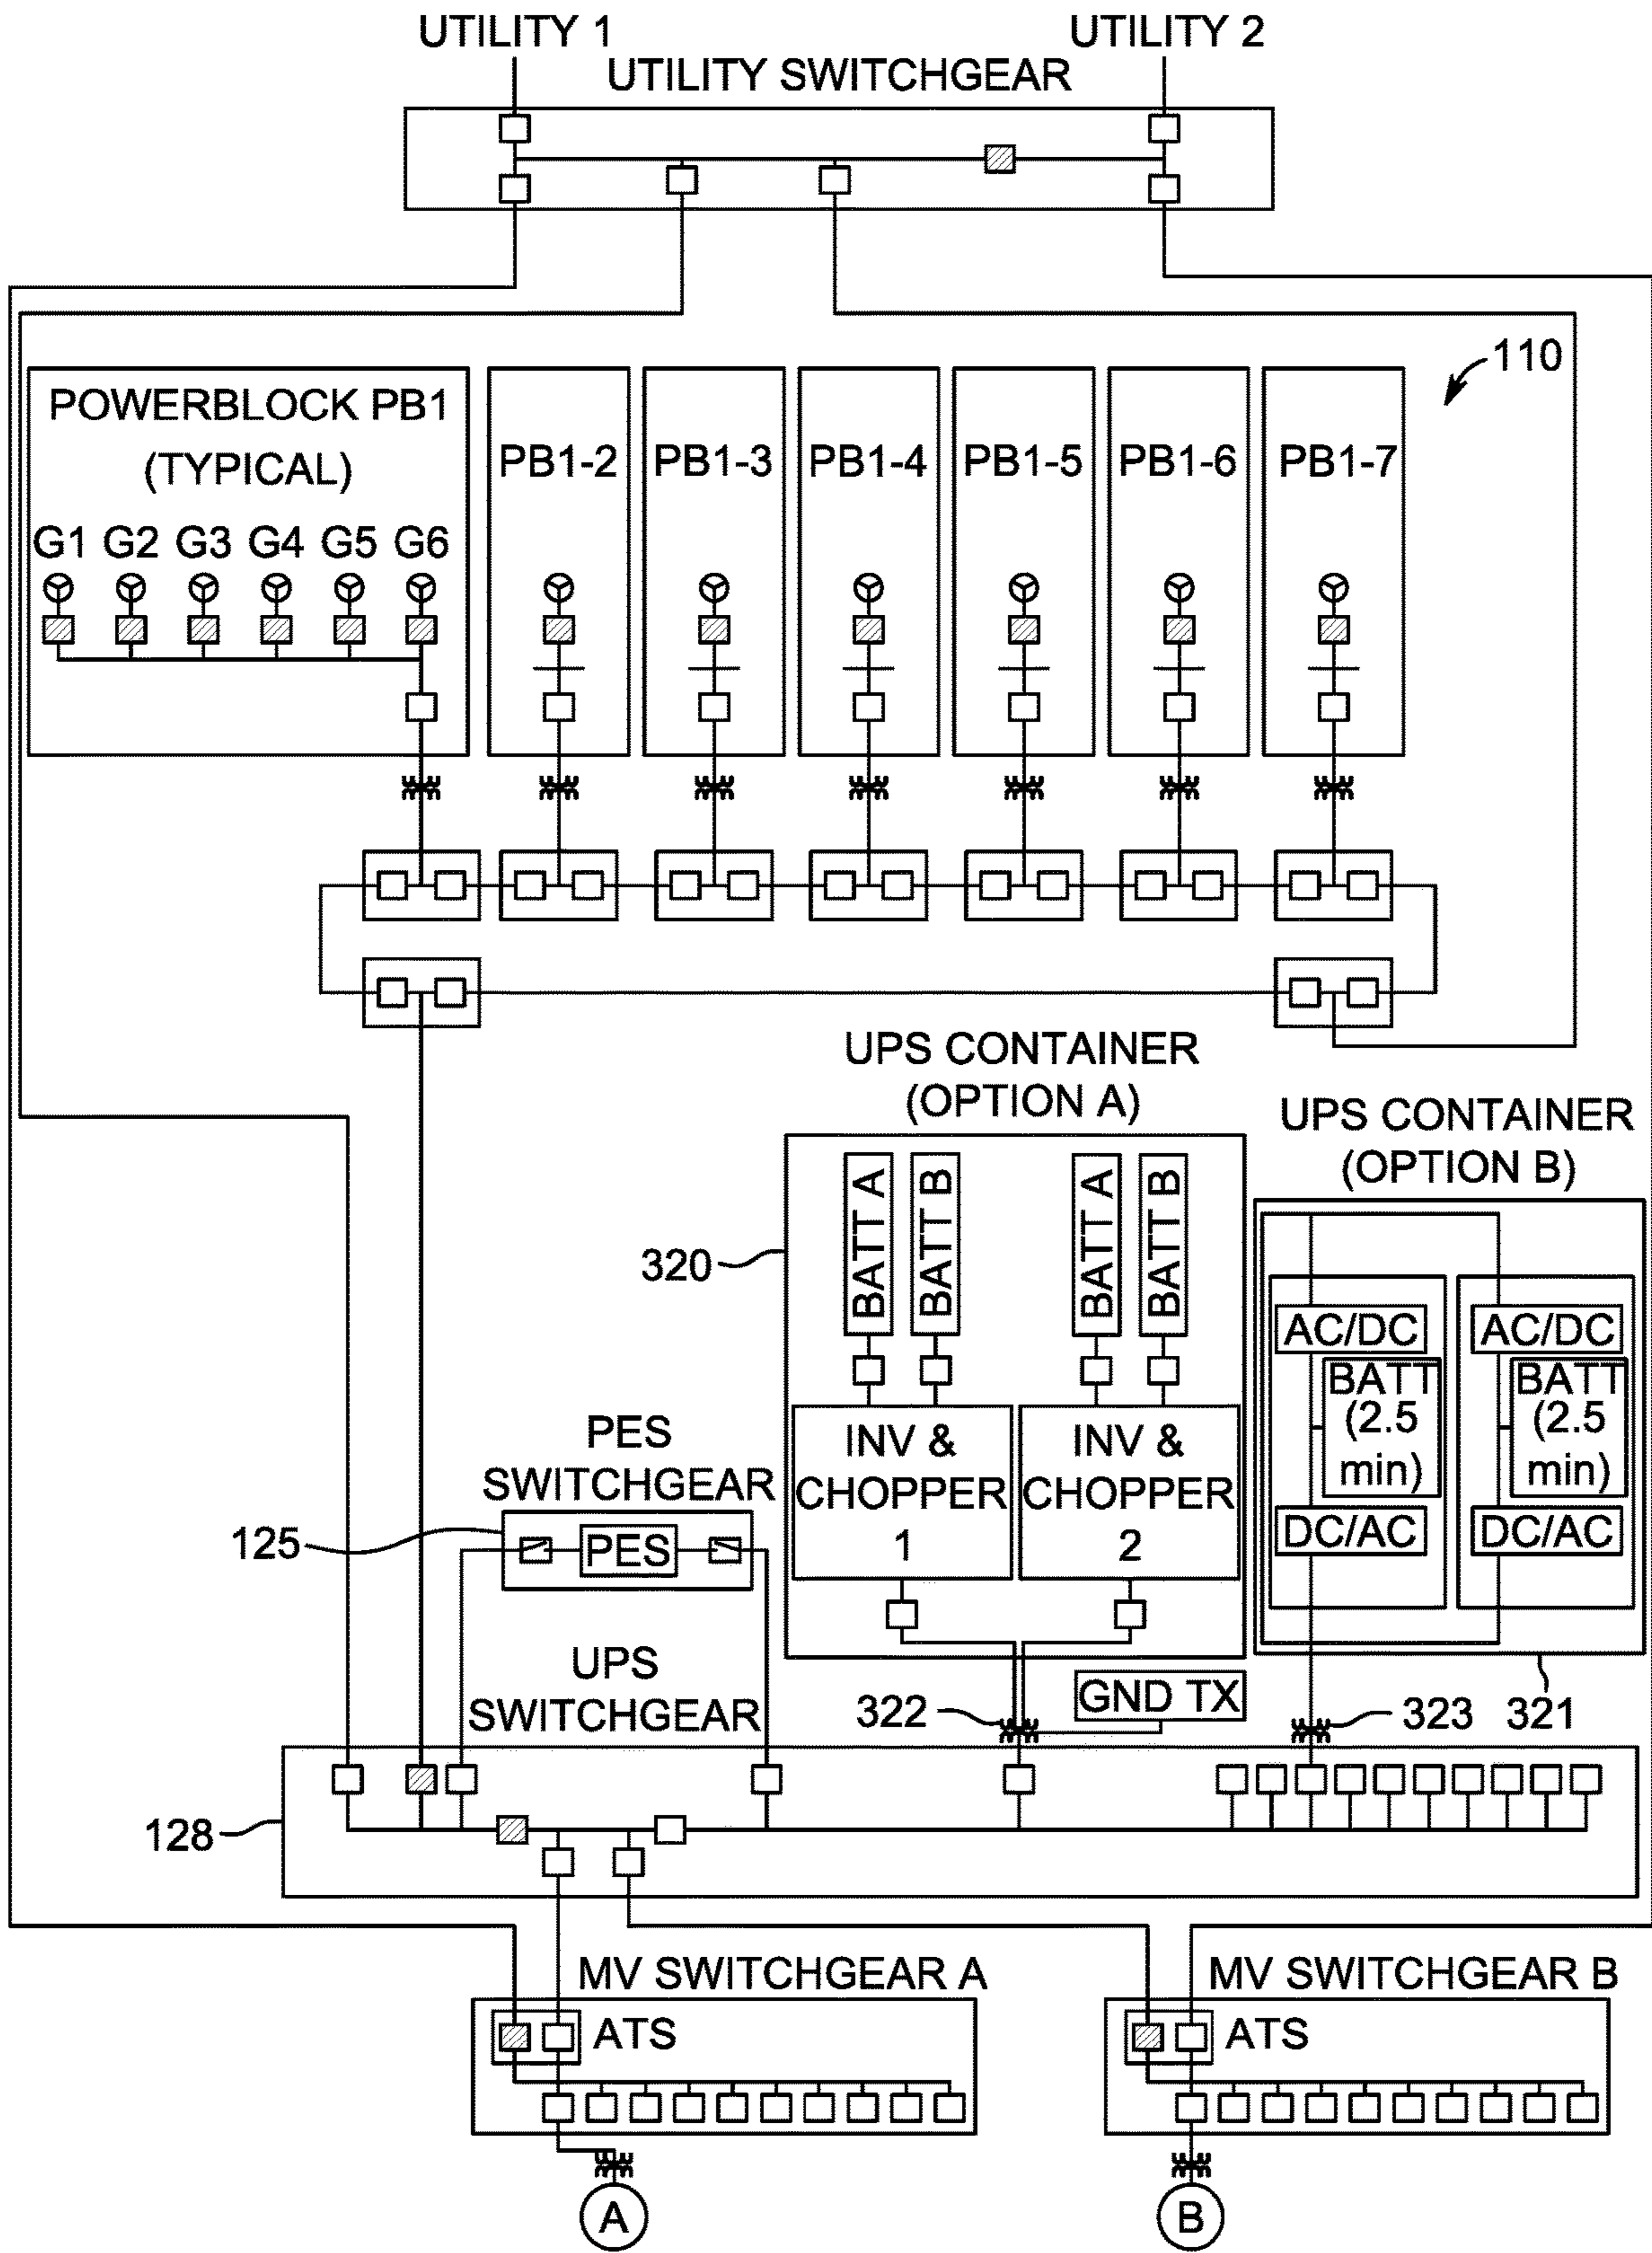 UTILITY 1
UTILITY 2
UTILITY SWITCHGEAR
110
POWERBLOCK PB1
(TYPICAL)
G1 G2 G3 G4 G5 G6
PB1-2
PB1-3
PB1-4
PB1-5
PB1-6
PB1-7
UPS CONTAINER
(OPTION A)
UPS CONTAINER
(OPTION B)
320
BATT A
BATT B
BATT A
BATT B
INV &
CHOPPER
1
INV &
CHOPPER
2
AC/DC
BATT
(2.5
min)
DC/AC
AC/DC
BATT
(2.5
min)
DC/AC
PES
SWITCHGEAR
125
PES
UPS
SWITCHGEAR
322
GND TX
323
321
128
MV SWITCHGEAR A
ATS
MV SWITCHGEAR B
ATS
A
B